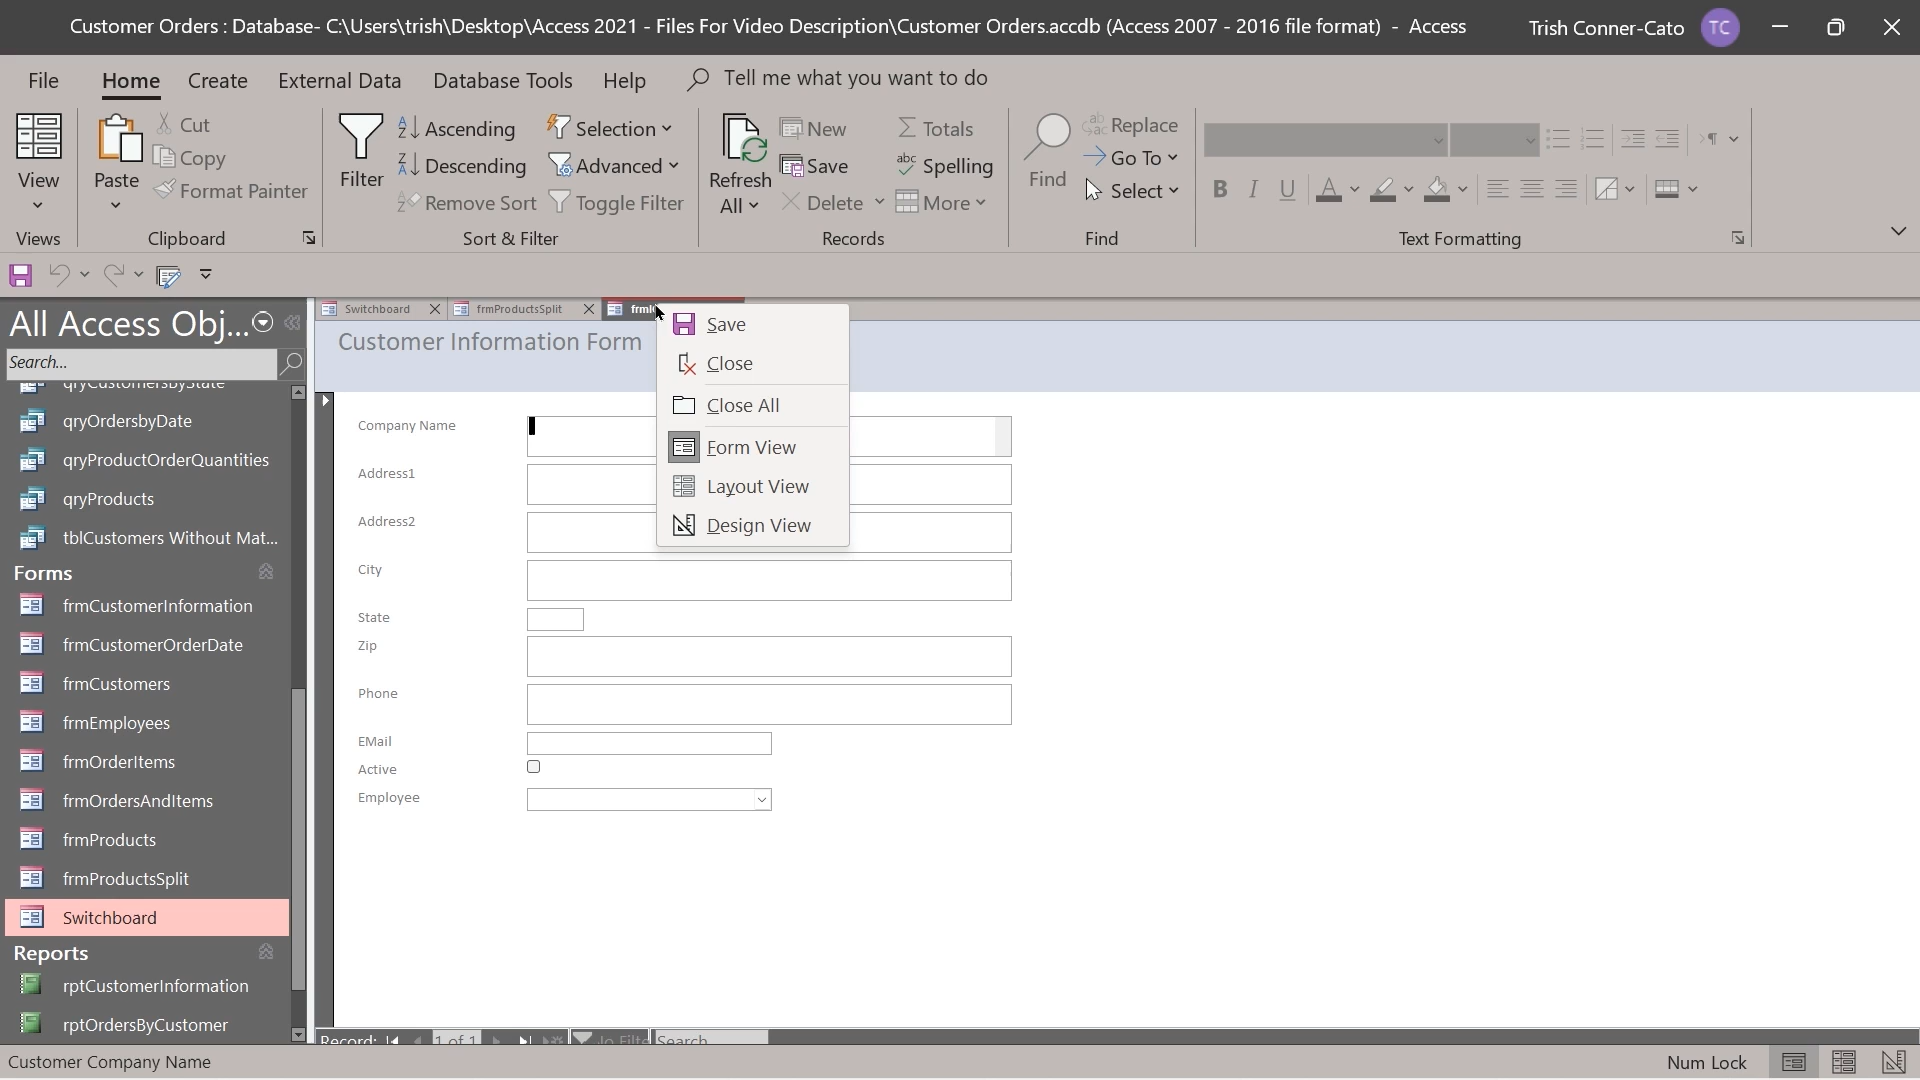 Customer Orders : Database- C:\Users\trish\Desktop\Access 2021 - Files For Video Description\Customer Orders.accdb (Access 2007 - 2016 file format) - Access
Trish Conner-Cato TC
File Home Create External Data Database Tools Help Tell me what you want to do
View
Views
Paste
Cut
Copy
Format Painter
Clipboard
Filter
Ascending
Descending
Remove Sort
Selection
Advanced
Toggle Filter
Sort & Filter
Refresh
All
New
Save
Delete
Totals
Spelling
More
Records
Find
Replace
Go To
Select
Find
B I U
Text Formatting
All Access Obj...
Search...
qryCustomersByState
qryOrdersbyDate
qryProductOrderQuantities
qryProducts
tblCustomers Without Mat...
Forms
frmCustomerInformation
frmCustomerOrderDate
frmCustomers
frmEmployees
frmOrderItems
frmOrdersAndItems
frmProducts
frmProductsSplit
Switchboard
Reports
rptCustomerInformation
rptOrdersByCustomer
Switchboard
frmProductsSplit
Customer Information Form
Save
Close
Close All
Form View
Layout View
Design View
Company Name
Address1
Address2
City
State
Zip
Phone
EMail
Active
Employee
Record: 1 of 1 Search
Customer Company Name
Num Lock